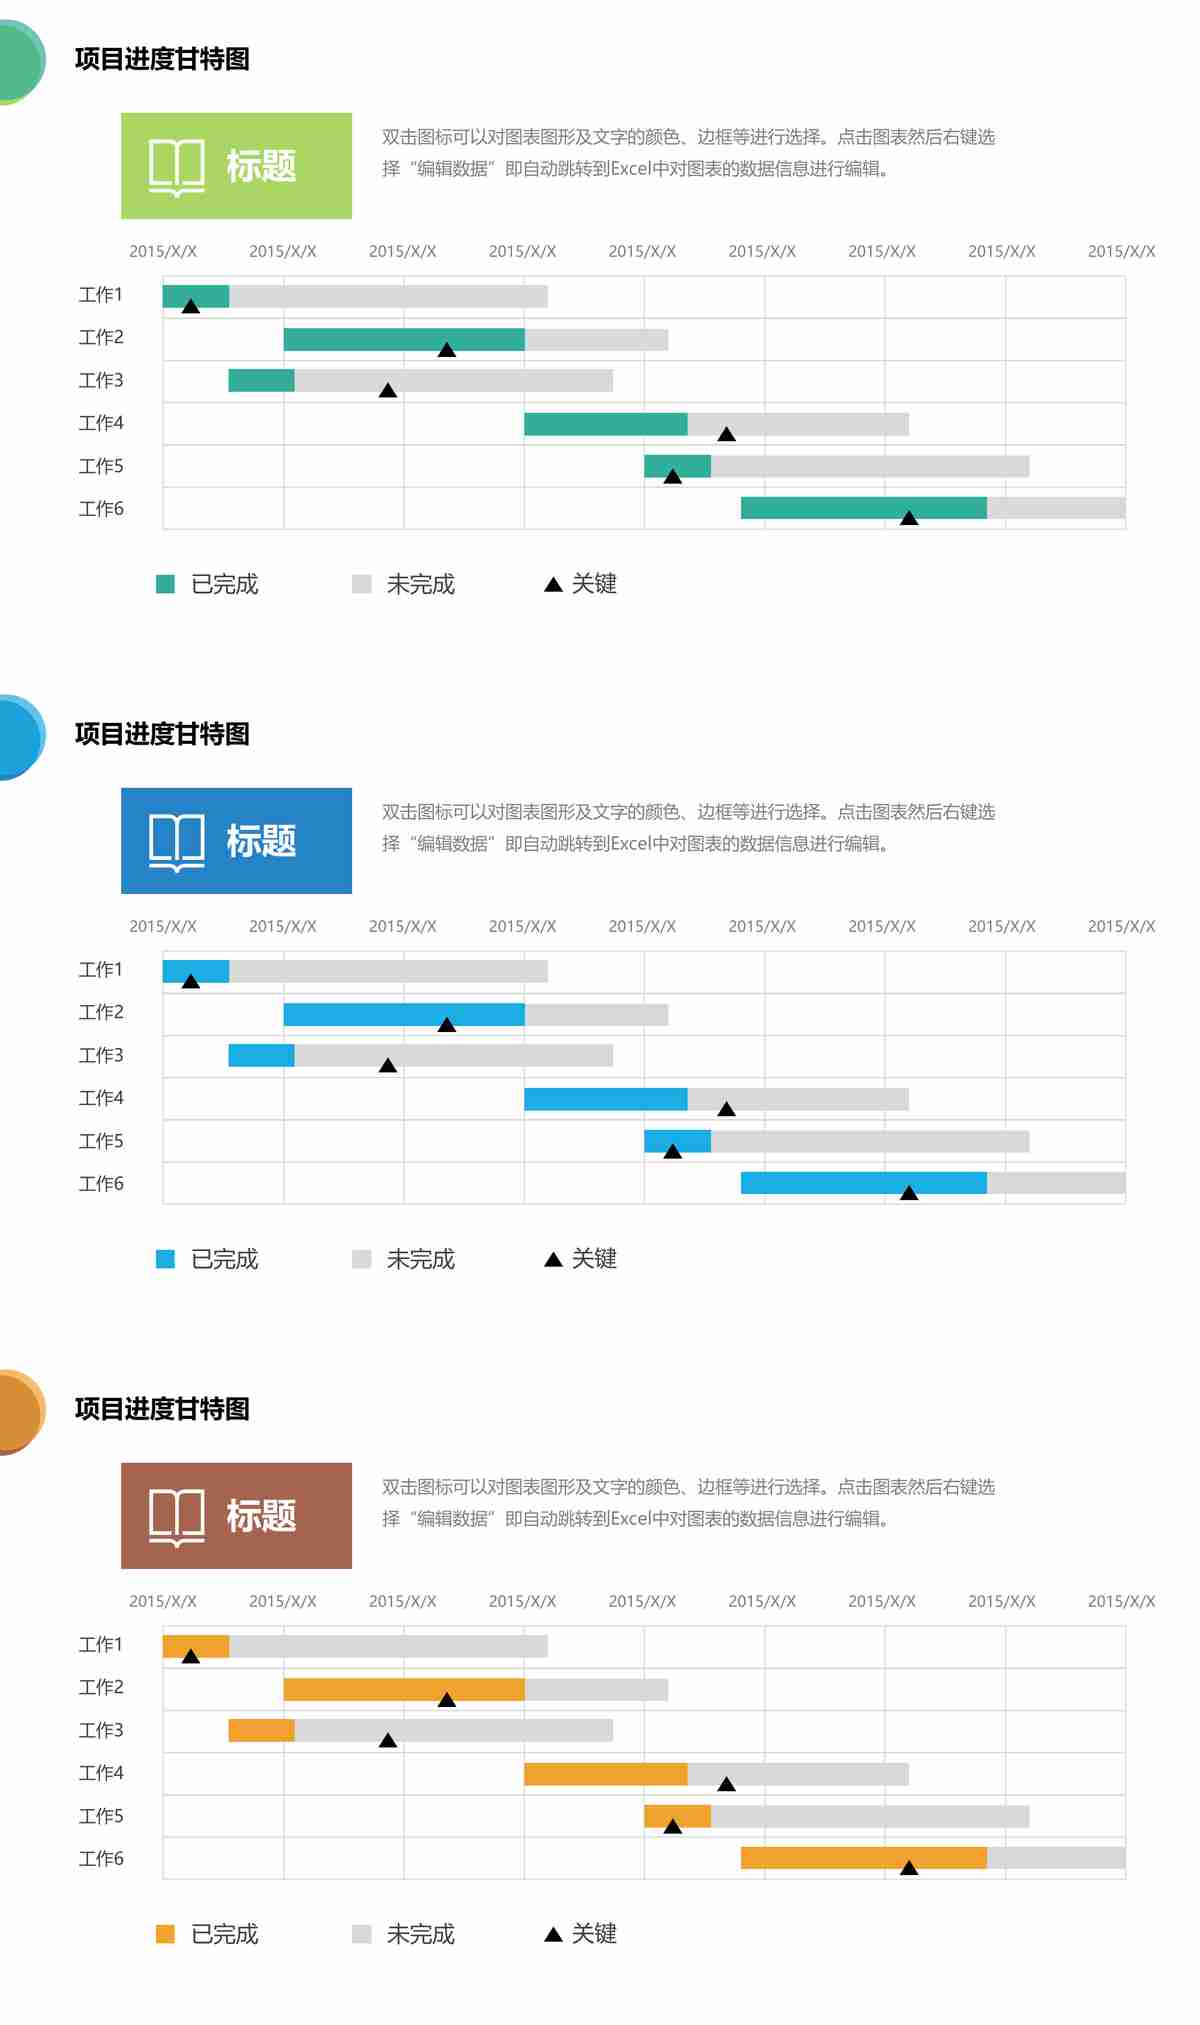 项目进度甘特图
标题
双击图标可以对图表图形及文字的颜色、边框等进行选择。点击图表然后右键选
择“编辑数据”即自动跳转到Excel中对图表的数据信息进行编辑。
2015/X/X 2015/X/X 2015/X/X 2015/X/X 2015/X/X 2015/X/X 2015/X/X 2015/X/X 2015/X/X
工作1
工作2
工作3
工作4
工作5
工作6
已完成 未完成 关键
项目进度甘特图
标题
双击图标可以对图表图形及文字的颜色、边框等进行选择。点击图表然后右键选
择“编辑数据”即自动跳转到Excel中对图表的数据信息进行编辑。
2015/X/X 2015/X/X 2015/X/X 2015/X/X 2015/X/X 2015/X/X 2015/X/X 2015/X/X 2015/X/X
工作1
工作2
工作3
工作4
工作5
工作6
已完成 未完成 关键
项目进度甘特图
标题
双击图标可以对图表图形及文字的颜色、边框等进行选择。点击图表然后右键选
择“编辑数据”即自动跳转到Excel中对图表的数据信息进行编辑。
2015/X/X 2015/X/X 2015/X/X 2015/X/X 2015/X/X 2015/X/X 2015/X/X 2015/X/X 2015/X/X
工作1
工作2
工作3
工作4
工作5
工作6
已完成 未完成 关键